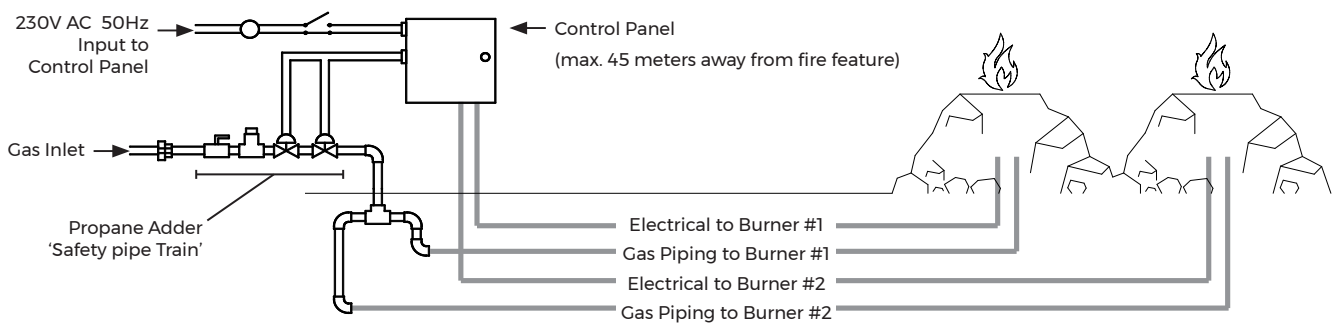 230V AC  50Hz
Input to
Control Panel
Control Panel
(max. 45 meters away from fire feature)
Gas Inlet
Propane Adder
‘Safety pipe Train’
Electrical to Burner #1
Gas Piping to Burner #1
Electrical to Burner #2
Gas Piping to Burner #2